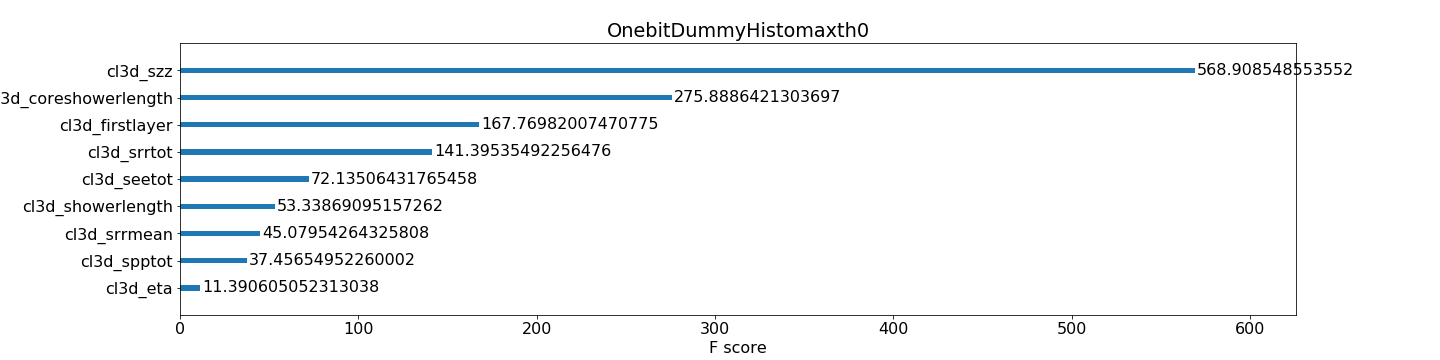 OnebitDummyHistomaxth0
cl3d_szz 568.908548553552
3d_coreshowerlength 275.8886421303697
cl3d_firstlayer 167.76982007470775
cl3d_srrtot 141.39535492256476
cl3d_seetot 72.13506431765458
cl3d_showerlength 53.33869095157262
cl3d_srrmean 45.07954264325808
cl3d_spptot 37.45654952260002
cl3d_eta 11.390605052313038
0 100 200 300 400 500 600
F score